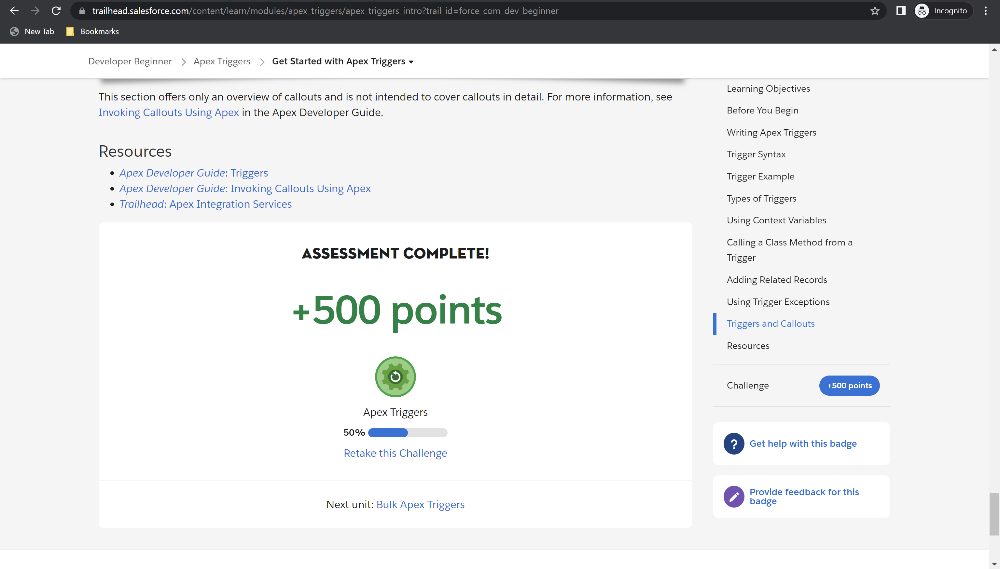 trailhead.salesforce.com/content/learn/modules/apex_triggers/apex_triggers_intro?trail_id=force_com_dev_beginner
Incognito
New Tab
Bookmarks
Developer Beginner
Apex Triggers
Get Started with Apex Triggers
This section offers only an overview of callouts and is not intended to cover callouts in detail. For more information, see
Invoking Callouts Using Apex in the Apex Developer Guide.
Resources
Apex Developer Guide: Triggers
Apex Developer Guide: Invoking Callouts Using Apex
Trailhead: Apex Integration Services
ASSESSMENT COMPLETE!
+500 points
Apex Triggers
50%
Retake this Challenge
Next unit: Bulk Apex Triggers
Learning Objectives
Before You Begin
Writing Apex Triggers
Trigger Syntax
Trigger Example
Types of Triggers
Using Context Variables
Calling a Class Method from a
Trigger
Adding Related Records
Using Trigger Exceptions
Triggers and Callouts
Resources
Challenge
+500 points
? Get help with this badge
Provide feedback for this
badge